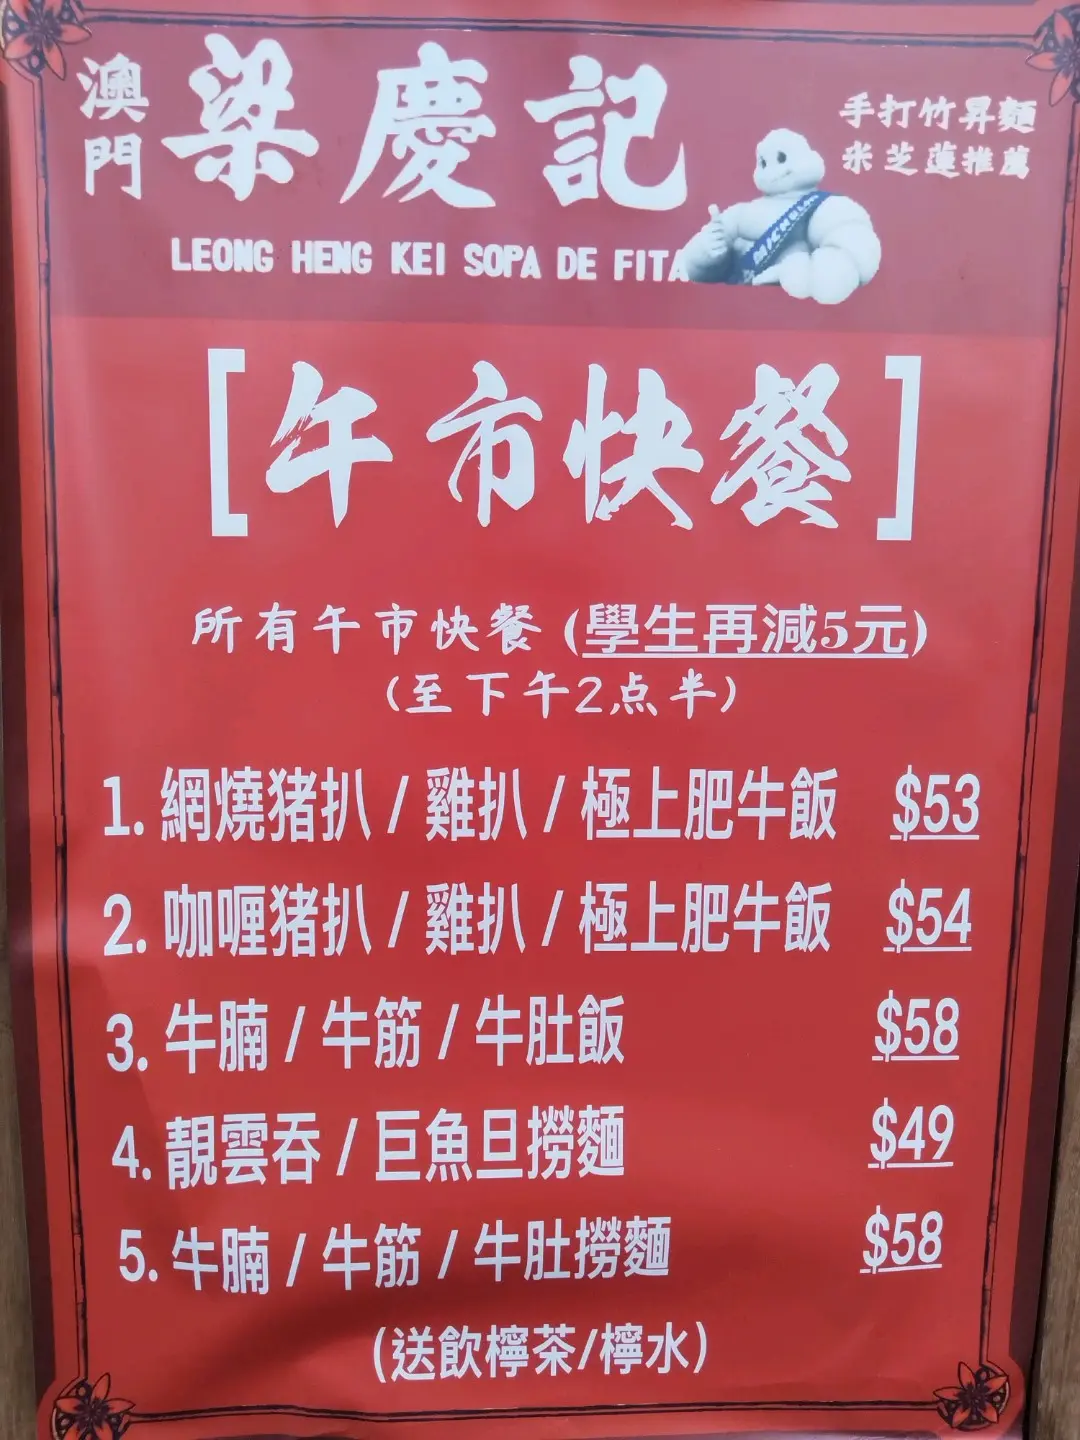 澳門
梁慶記
手打竹昇麵
米芝蓮推薦
LEONG HENG KEI SOPA DE FITA
MICHELIN
[午市快餐]
所有午市快餐 (學生再減5元)
(至下午2点半)
1. 網燒猪扒 / 雞扒 / 極上肥牛飯 $53
2. 咖喱猪扒 / 雞扒 / 極上肥牛飯 $54
3. 牛腩 / 牛筋 / 牛肚飯 $58
4. 靚雲吞 / 巨魚旦撈麵 $49
5. 牛腩 / 牛筋 / 牛肚撈麵 $58
(送飲檸茶/檸水)